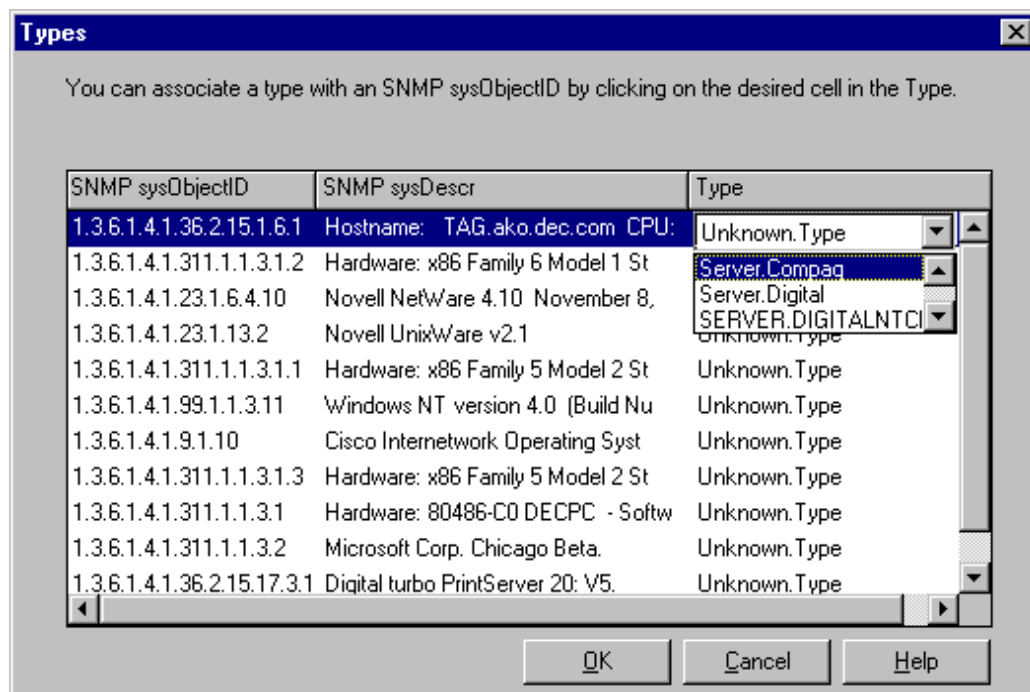 Types
You can associate a type with an SNMP sysObjectID by clicking on the desired cell in the Type.
SNMP sysObjectID SNMP sysDescr Type
1.3.6.1.4.1.36.2.15.1.6.1 Hostname: TAG.ako.dec.com CPU: Unknown.Type
1.3.6.1.4.1.311.1.1.3.1.2 Hardware: x86 Family 6 Model 1 St Server.Compaq
1.3.6.1.4.1.23.1.6.4.10 Novell NetWare 4.10 November 8, Server.Digital
SERVER.DIGITALNTCl
1.3.6.1.4.1.23.1.13.2 Novell UnixWare v2.1 Unknown.Type
1.3.6.1.4.1.311.1.1.3.1.1 Hardware: x86 Family 5 Model 2 St Unknown.Type
1.3.6.1.4.1.99.1.1.3.11 Windows NT version 4.0 (Build Nu Unknown.Type
1.3.6.1.4.1.9.1.10 Cisco Internetwork Operating Syst Unknown.Type
1.3.6.1.4.1.311.1.1.3.1.3 Hardware: x86 Family 5 Model 2 St Unknown.Type
1.3.6.1.4.1.311.1.1.3.1 Hardware: 80486-C0 DECPC - Softw Unknown.Type
1.3.6.1.4.1.311.1.1.3.2 Microsoft Corp. Chicago Beta. Unknown.Type
1.3.6.1.4.1.36.2.15.17.3.1 Digital turbo PrintServer 20: V5. Unknown.Type
OK Cancel Help